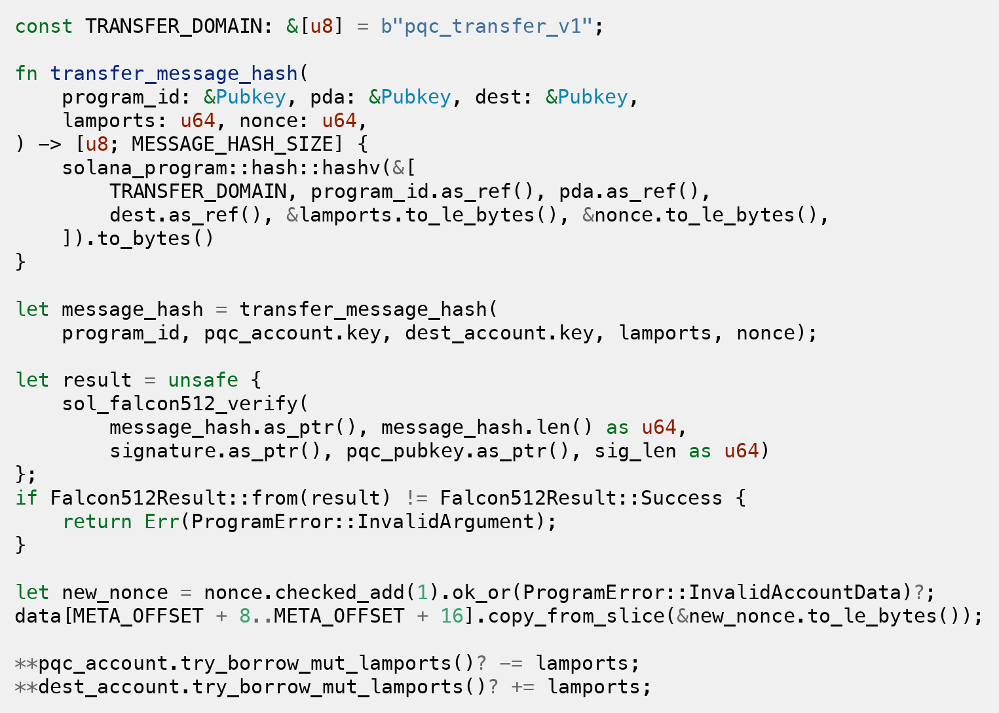 const TRANSFER_DOMAIN: &[u8] = b"pqc_transfer_v1";

fn transfer_message_hash(
    program_id: &Pubkey, pda: &Pubkey, dest: &Pubkey,
    lamports: u64, nonce: u64,
) -> [u8; MESSAGE_HASH_SIZE] {
    solana_program::hash::hashv(&[
        TRANSFER_DOMAIN, program_id.as_ref(), pda.as_ref(),
        dest.as_ref(), &lamports.to_le_bytes(), &nonce.to_le_bytes(),
    ]).to_bytes()
}

let message_hash = transfer_message_hash(
    program_id, pqc_account.key, dest_account.key, lamports, nonce);

let result = unsafe {
    sol_falcon512_verify(
        message_hash.as_ptr(), message_hash.len() as u64,
        signature.as_ptr(), pqc_pubkey.as_ptr(), sig_len as u64)
};
if Falcon512Result::from(result) != Falcon512Result::Success {
    return Err(ProgramError::InvalidArgument);
}

let new_nonce = nonce.checked_add(1).ok_or(ProgramError::InvalidAccountData)?;
data[META_OFFSET + 8..META_OFFSET + 16].copy_from_slice(&new_nonce.to_le_bytes());

**pqc_account.try_borrow_mut_lamports()? -= lamports;
**dest_account.try_borrow_mut_lamports()? += lamports;